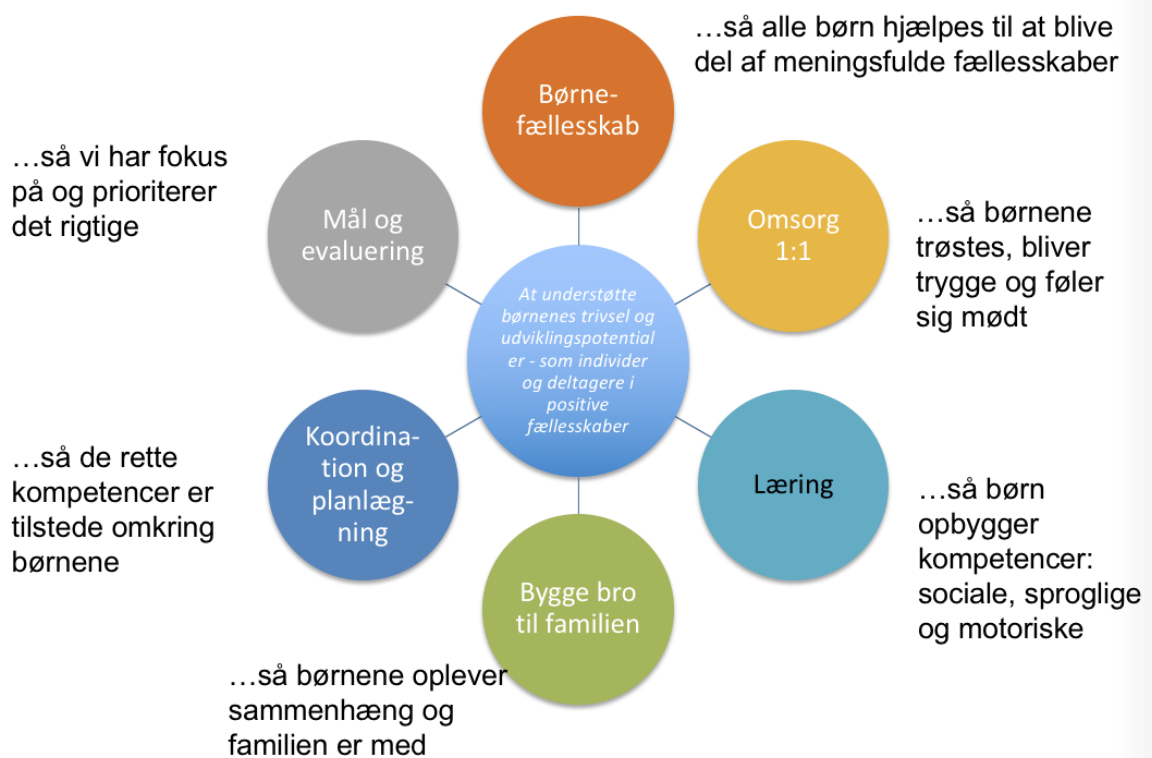 …så alle børn hjælpes til at blive
del af meningsfulde fællesskaber
Børne-
fællesskab
…så vi har fokus
på og prioriterer
det rigtige
Mål og
evaluering
Omsorg
1:1
…så børnene
trøstes, bliver
trygge og føler
sig mødt
At understøtte
børnenes trivsel og
udviklingspotential
er - som individer
og deltagere i
positive
fællesskaber
Koordina-
tion og
planlæg-
ning
…så de rette
kompetencer er
tilstede omkring
børnene
Læring
…så børn
opbygger
kompetencer:
sociale, sproglige
og motoriske
Bygge bro
til familien
…så børnene oplever
sammenhæng og
familien er med